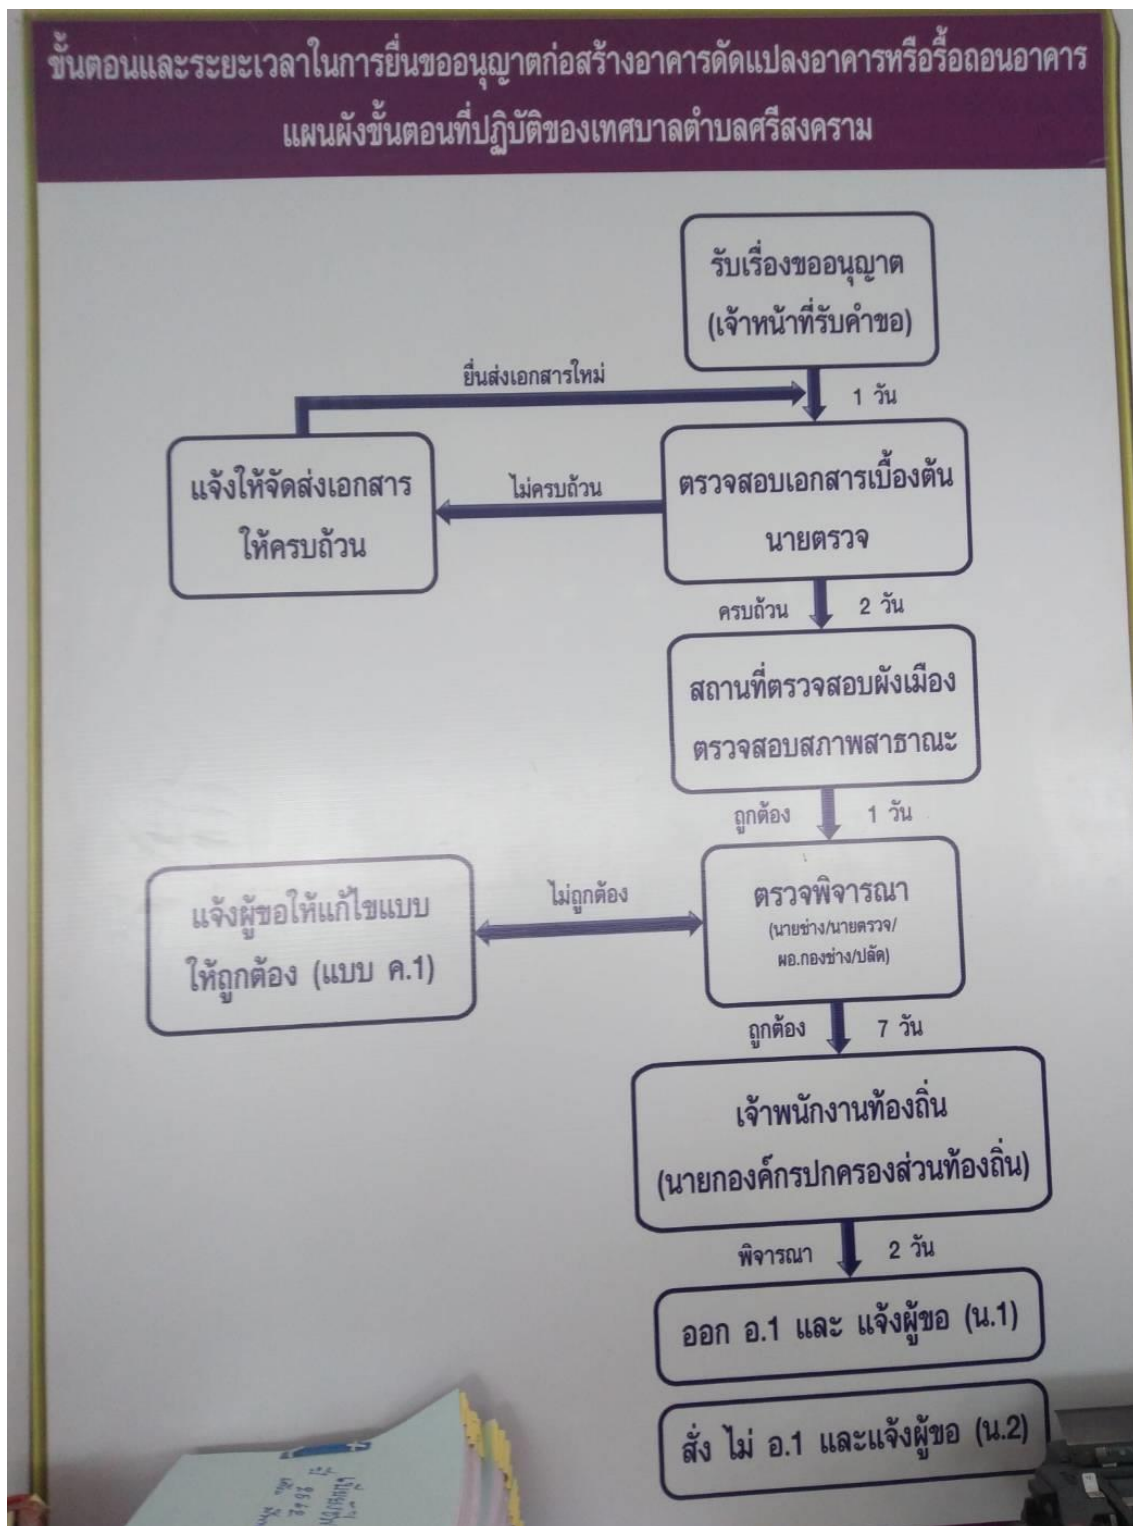 ขั้นตอนและระยะเวลาในการยื่นขออนุญาตก่อสร้างอาคารดัดแปลงอาคารหรือรื้อถอนอาคาร
แผนผังขั้นตอนที่ปฏิบัติของเทศบาลตำบลศรีสงคราม
รับเรื่องขออนุญาต
(เจ้าหน้าที่รับคำขอ)
ยื่นส่งเอกสารใหม่
1 วัน
แจ้งให้จัดส่งเอกสาร
ให้ครบถ้วน
ไม่ครบถ้วน
ตรวจสอบเอกสารเบื้องต้น
นายตรวจ
ครบถ้วน
2 วัน
สถานที่ตรวจสอบผังเมือง
ตรวจสอบสภาพสาธาณะ
ถูกต้อง
1 วัน
แจ้งผู้ขอให้แก้ไขแบบ
ให้ถูกต้อง (แบบ ค.1)
ไม่ถูกต้อง
ตรวจพิจารณา
(นายช่าง/นายตรวจ/
ผอ.กองช่าง/ปลัด)
ถูกต้อง
7 วัน
เจ้าพนักงานท้องถิ่น
(นายกองค์กรปกครองส่วนท้องถิ่น)
พิจารณา
2 วัน
ออก อ.1 และ แจ้งผู้ขอ (น.1)
สั่ง ไม่ อ.1 และแจ้งผู้ขอ (น.2)